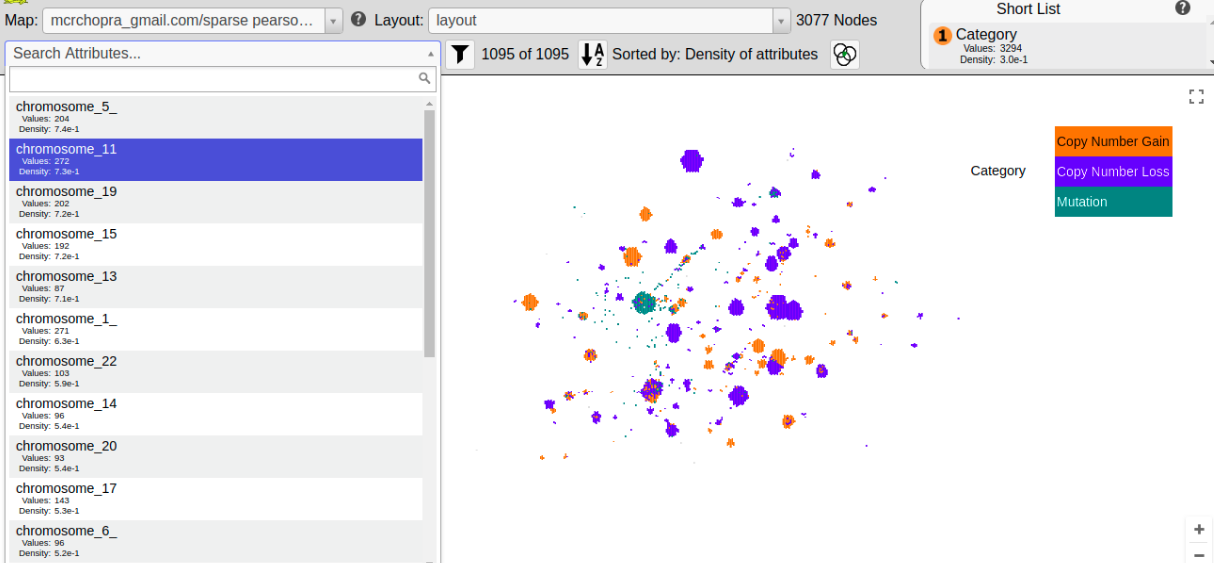 Map: mcrchopra_gmail.com/sparse pearso... Layout: layout 3077 Nodes
Short List
1 Category
Values: 3294
Density: 3.0e-1
Search Attributes... 1095 of 1095 Sorted by: Density of attributes
chromosome_5_
Values: 204
Density: 7.4e-1
chromosome_11
Values: 272
Density: 7.3e-1
chromosome_19
Values: 202
Density: 7.2e-1
chromosome_15
Values: 192
Density: 7.2e-1
chromosome_13
Values: 87
Density: 7.1e-1
chromosome_1_
Values: 271
Density: 6.3e-1
chromosome_22
Values: 103
Density: 5.9e-1
chromosome_14
Values: 96
Density: 5.4e-1
chromosome_20
Values: 93
Density: 5.4e-1
chromosome_17
Values: 143
Density: 5.3e-1
chromosome_6_
Values: 96
Density: 5.2e-1
Category
Copy Number Gain
Copy Number Loss
Mutation